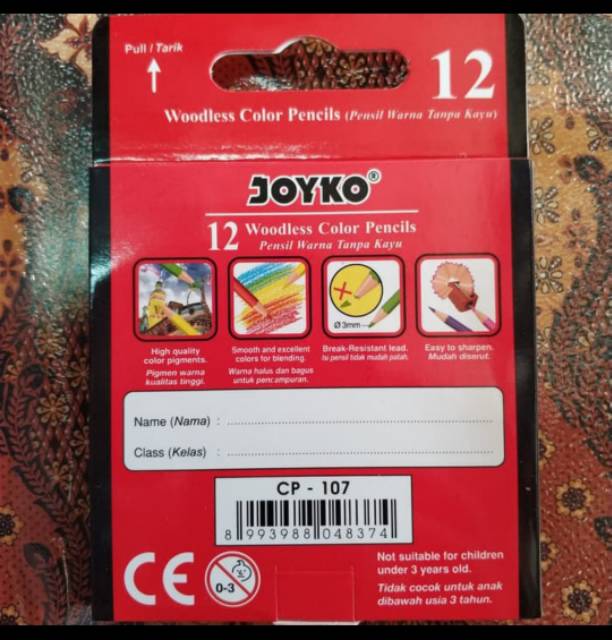 Pull / Tarik
12
Woodless Color Pencils (Pensil Warna Tanpa Kayu)
JOYKO®
12 Woodless Color Pencils
Pensil Warna Tanpa Kayu
Ø 3mm
High quality
color pigments.
Pigmen warna
kualitas tinggi.
Smooth and excellent
colors for blending.
Warna halus dan bagus
untuk pencampuran.
Break-Resistant lead.
Isi pensil tidak mudah patah.
Easy to sharpen.
Mudah diserut.
Name (Nama) :
Class (Kelas) :
CP - 107
8 993988 048374
CE
0-3
Not suitable for children
under 3 years old.
Tidak cocok untuk anak
dibawah usia 3 tahun.